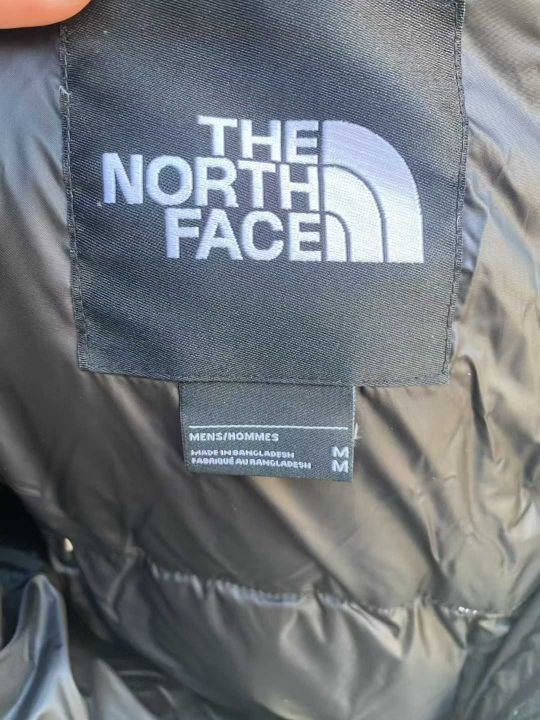 THE
NORTH
FACE
MENS/HOMMES
MADE IN BANGLADESH M
FABRIQUÉ AU BANGLADESH M